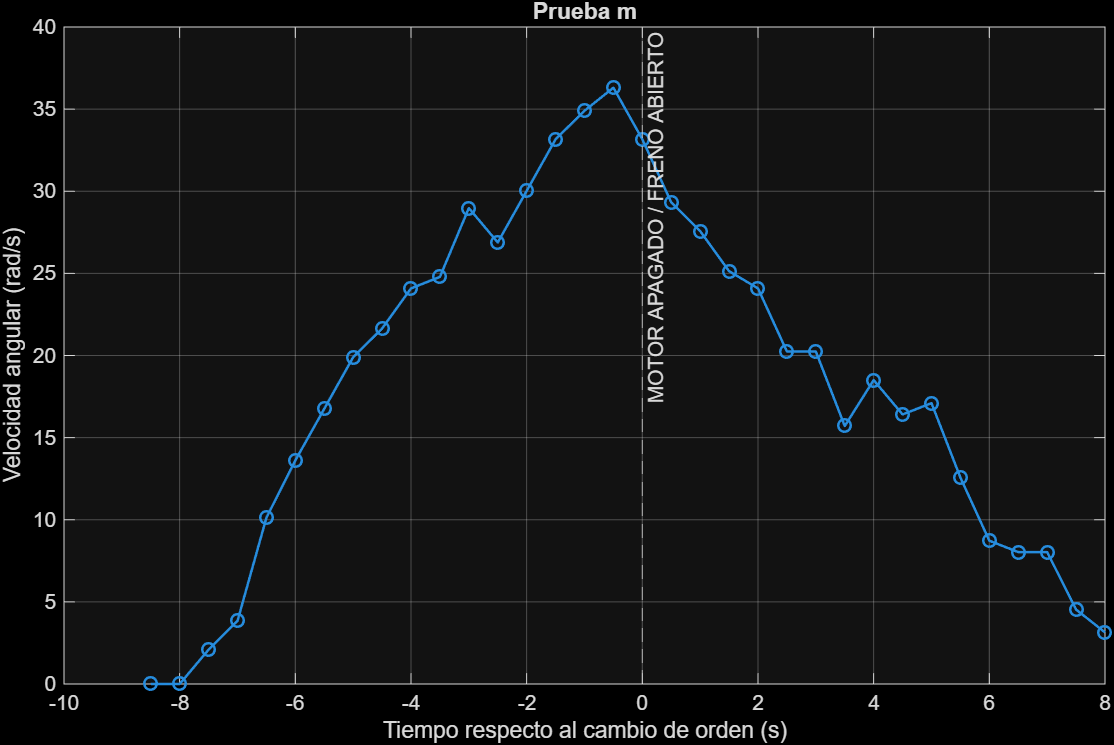 Prueba m
40
35
30
25
20
15
10
5
0
Velocidad angular (rad/s)
MOTOR APAGADO / FRENO ABIERTO
-10 -8 -6 -4 -2 0 2 4 6 8
Tiempo respecto al cambio de orden (s)